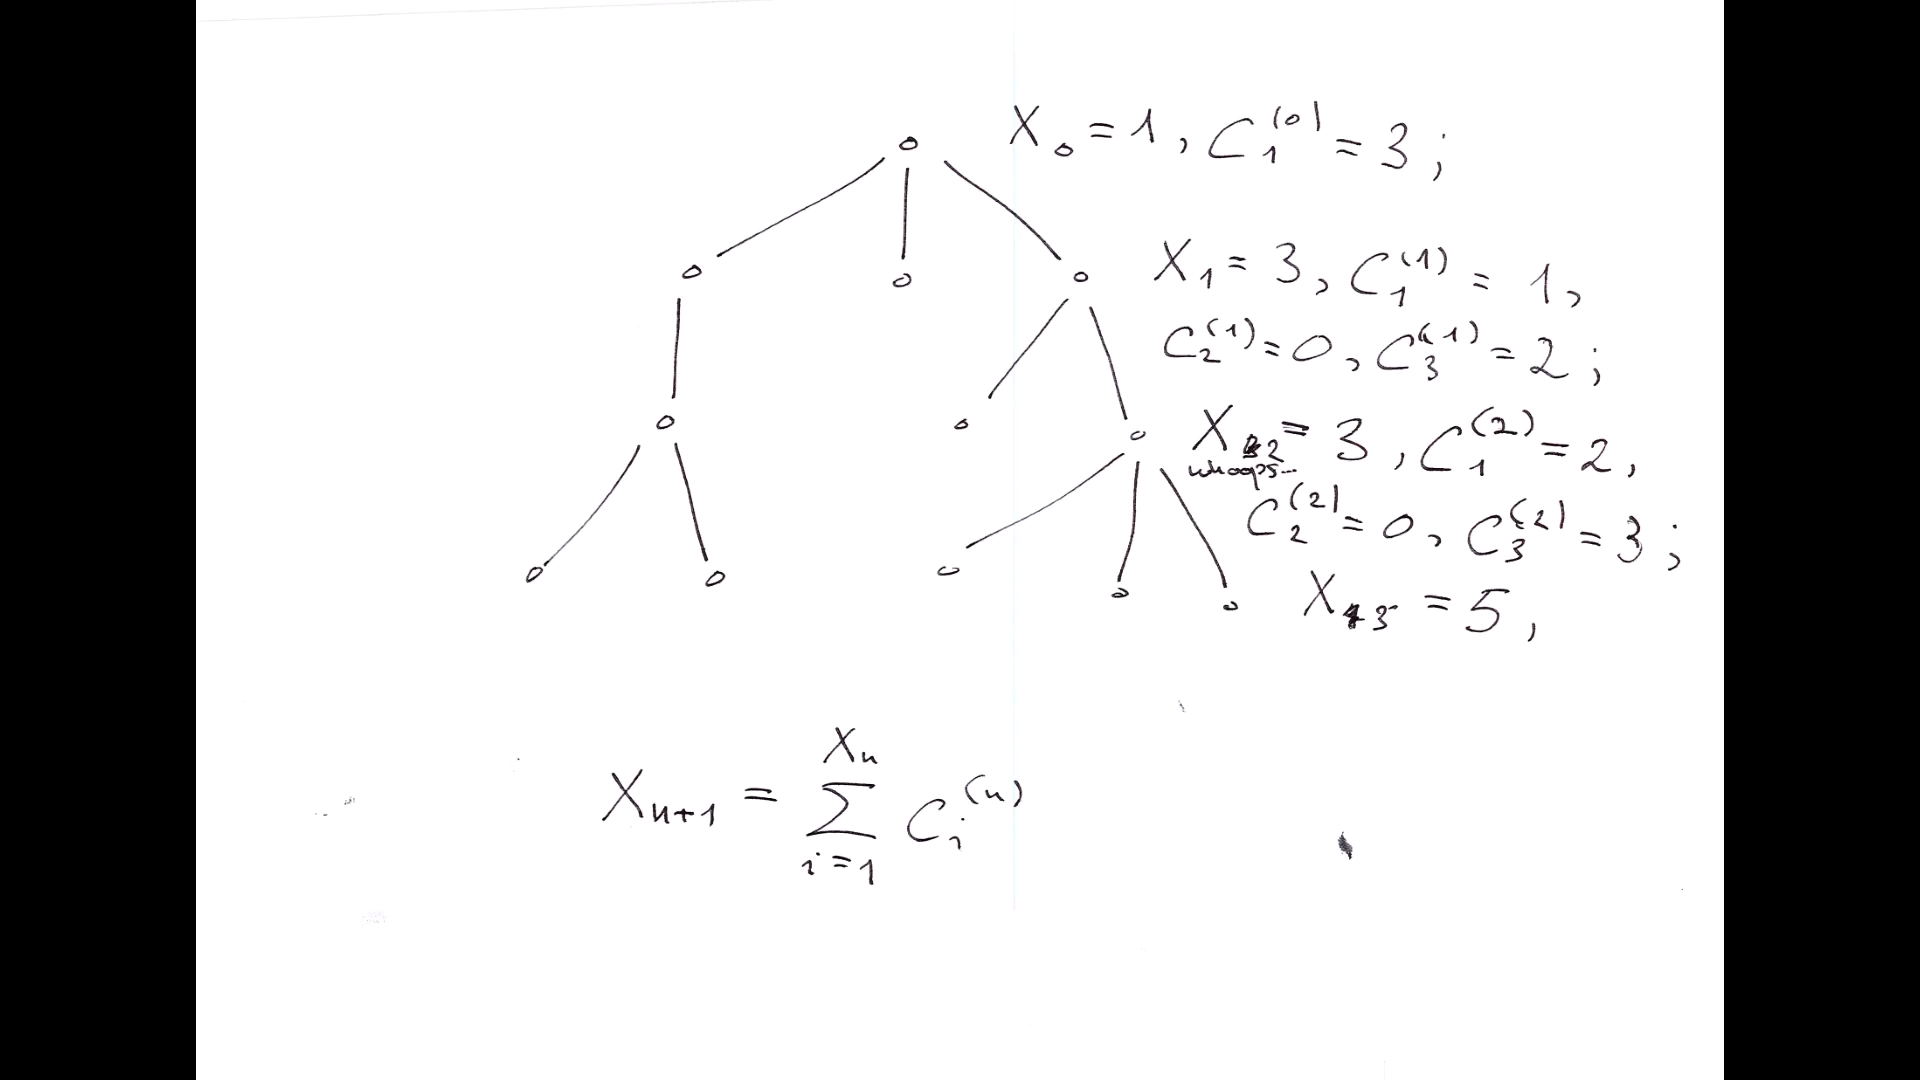 X₀ = 1, C₁⁽⁰⁾ = 3;
X₁ = 3, C₁⁽¹⁾ = 1,
C₂⁽¹⁾ = 0, C₃⁽¹⁾ = 2;
X₂ = 3, C₁⁽²⁾ = 2,
whoops...
C₂⁽²⁾ = 0, C₃⁽²⁾ = 3;
X₃ = 5,
Xₙ
Xₙ₊₁ = Σ Cᵢ⁽ⁿ⁾
i=1